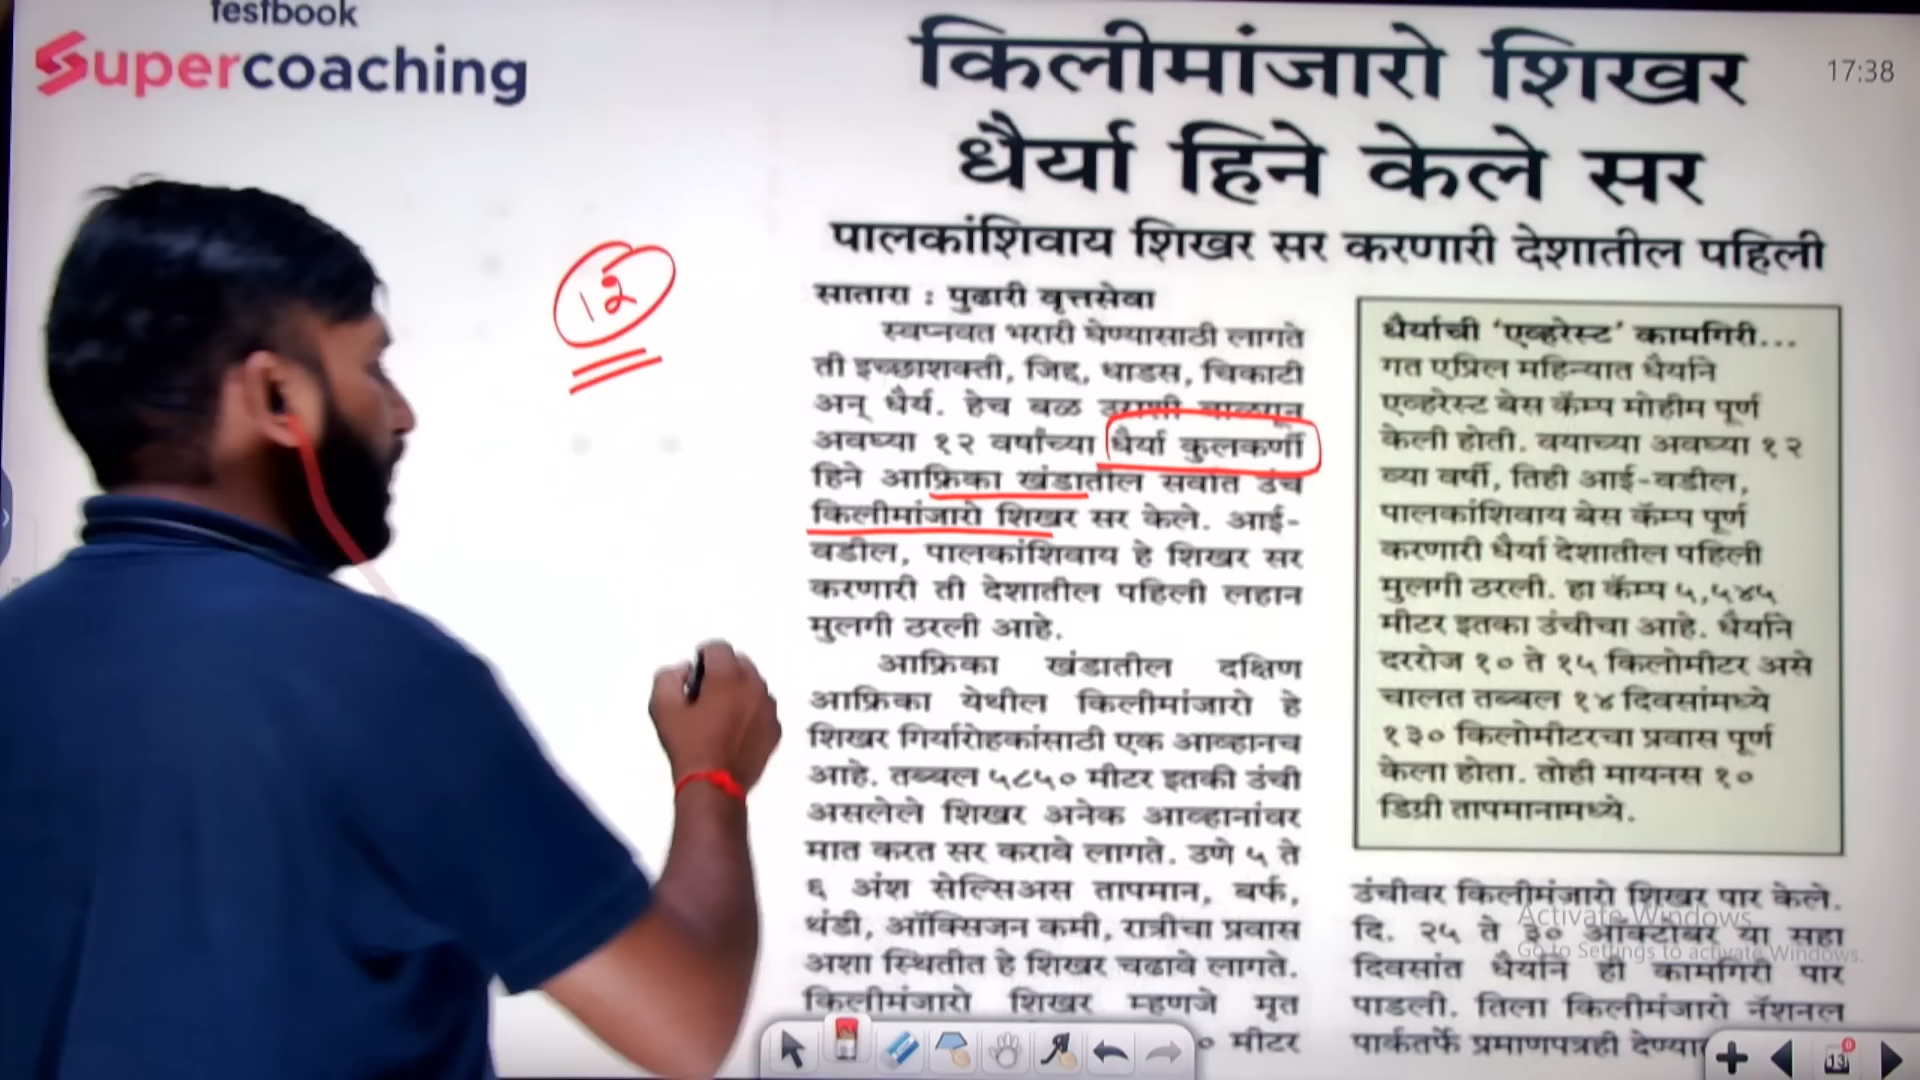 testbook
Supercoaching
17:38
किलीमांजारो शिखर
धैर्या हिने केले सर
पालकांशिवाय शिखर सर करणारी देशातील पहिली
12
सातारा : पुढारी वृत्तसेवा
स्वप्नवत भरारी घेण्यासाठी लागते
ती इच्छाशक्ती, जिद्द, धाडस, चिकाटी
अन् धैर्य. हेच बळ उराशी बाळगून
अवघ्या १२ वर्षांच्या धैर्या कुलकर्णी
हिने आफ्रिका खंडातील सर्वात उंच
किलीमांजारो शिखर सर केले. आई-
वडील, पालकांशिवाय हे शिखर सर
करणारी ती देशातील पहिली लहान
मुलगी ठरली आहे.
आफ्रिका खंडातील दक्षिण
आफ्रिका येथील किलीमांजारो हे
शिखर गिर्यारोहकांसाठी एक आव्हानच
आहे. तब्बल ५८५० मीटर इतकी उंची
असलेले शिखर अनेक आव्हानांवर
मात करत सर करावे लागते. उणे ५ ते
६ अंश सेल्सिअस तापमान, बर्फ,
थंडी, ऑक्सिजन कमी, रात्रीचा प्रवास
अशा स्थितीत हे शिखर चढावे लागते.
किलीमंजारो शिखर म्हणजे मृत
० मीटर
धैर्याची ‘एव्हरेस्ट’ कामगिरी...
गत एप्रिल महिन्यात धैर्याने
एव्हरेस्ट बेस कॅम्प मोहीम पूर्ण
केली होती. वयाच्या अवघ्या १२
व्या वर्षी, तिही आई-वडील,
पालकांशिवाय बेस कॅम्प पूर्ण
करणारी धैर्या देशातील पहिली
मुलगी ठरली. हा कॅम्प ५,५४५
मीटर इतका उंचीचा आहे. धैर्याने
दररोज १० ते १५ किलोमीटर असे
चालत तब्बल १४ दिवसांमध्ये
१३० किलोमीटरचा प्रवास पूर्ण
केला होता. तोही मायनस १०
डिग्री तापमानामध्ये.
उंचीवर किलीमंजारो शिखर पार केले.
दि. २५ ते ३० ऑक्टोबर या सहा
दिवसांत धैर्याने ही कामगिरी पार
पाडली. तिला किलीमंजारो नॅशनल
पार्कतर्फे प्रमाणपत्रही
Activate Windows
Go to Settings to activate Windows.
13